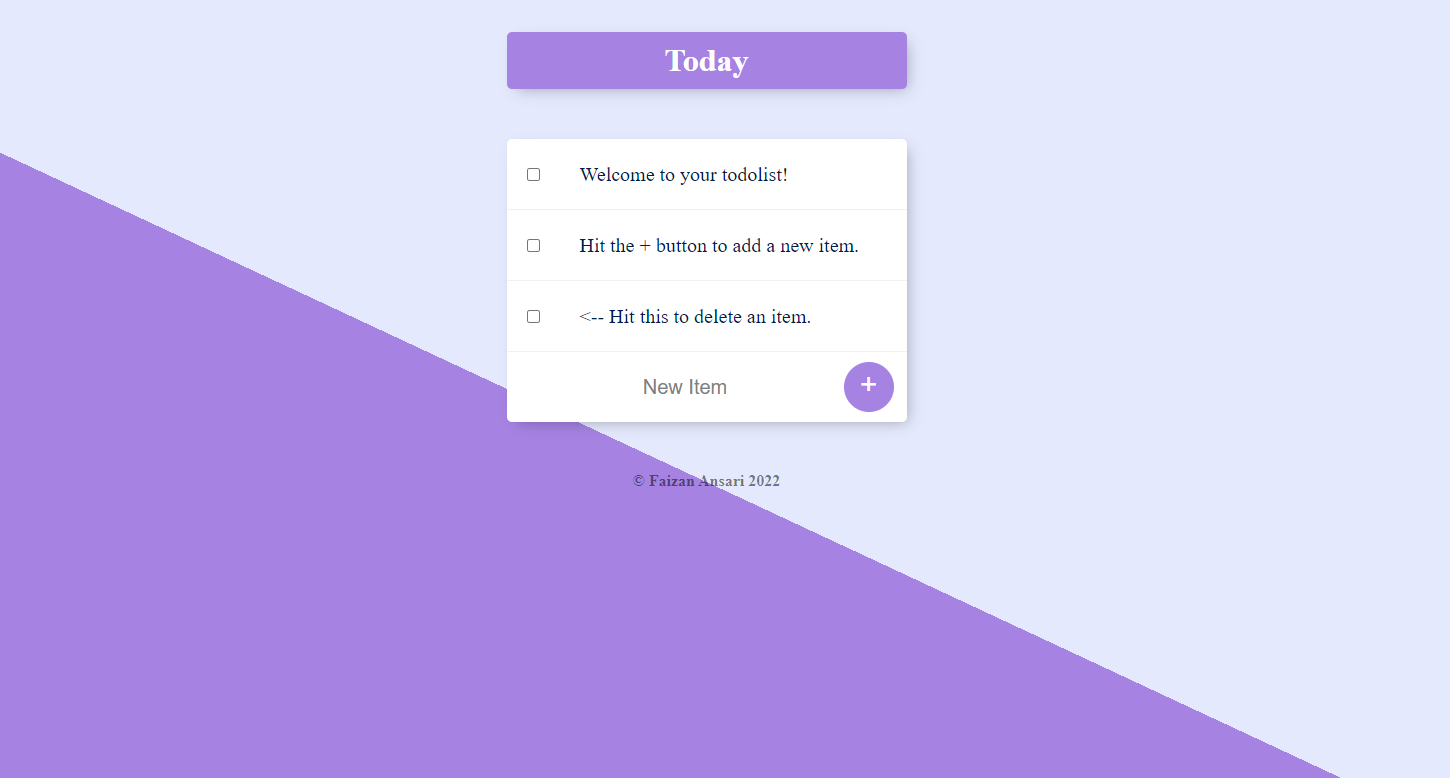 Today
Welcome to your todolist!
Hit the + button to add a new item.
<-- Hit this to delete an item.
New Item +
© Faizan Ansari 2022